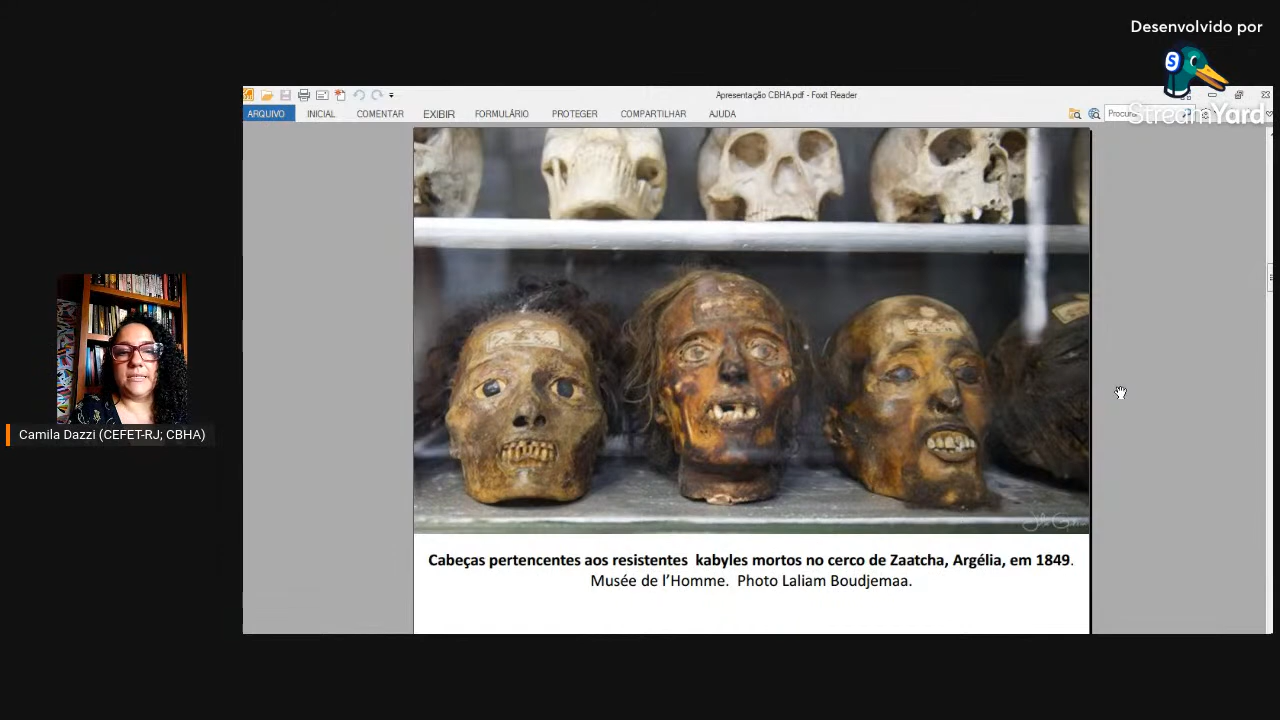 Desenvolvido por
StreamYard
Apresentação CBHA.pdf - Foxit Reader
ARQUIVO INICIAL COMENTAR EXIBIR FORMULÁRIO PROTEGER COMPARTILHAR AJUDA
Camila Dazzi (CEFET-RJ; CBHA)
Cabeças pertencentes aos resistentes kabyles mortos no cerco de Zaatcha, Argélia, em 1849.
Musée de l’Homme. Photo Laliam Boudjemaa.